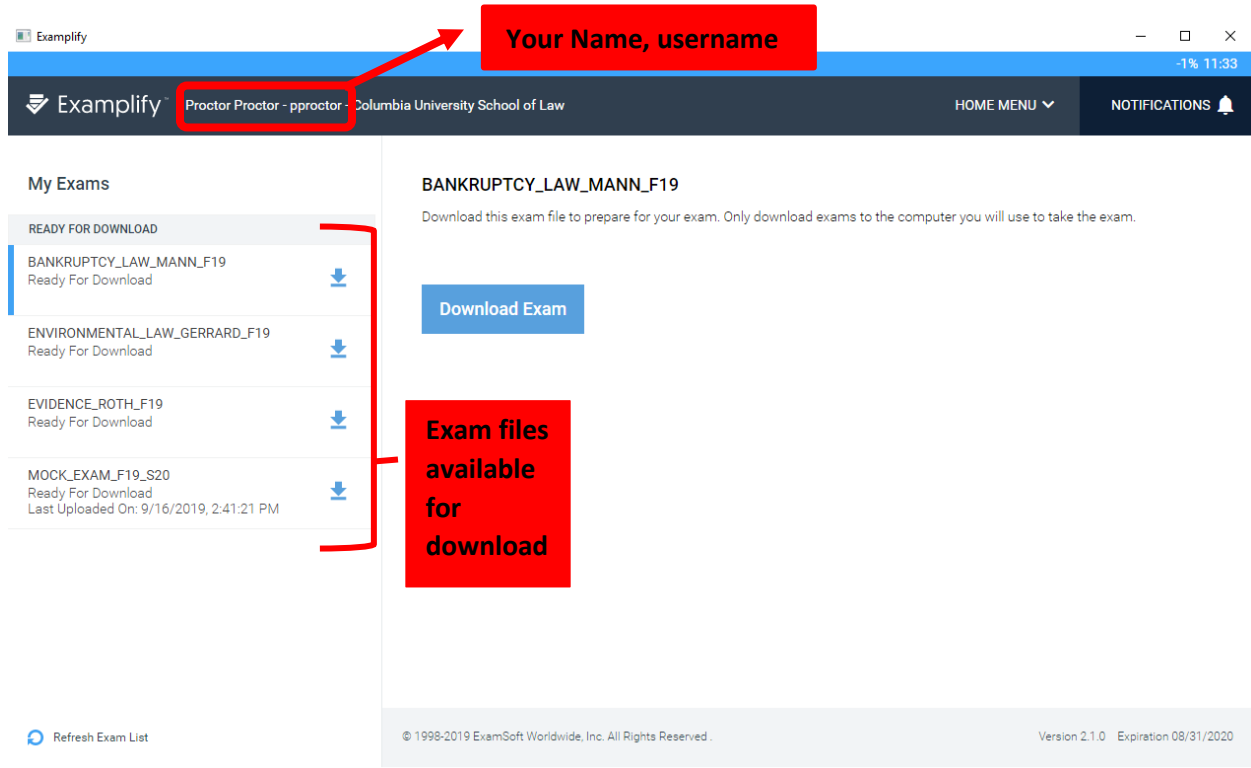 Examplify
Your Name, username
-1% 11:33
Examplify™ Proctor Proctor - pproctor - Columbia University School of Law HOME MENU NOTIFICATIONS
My Exams
READY FOR DOWNLOAD
BANKRUPTCY_LAW_MANN_F19
Ready For Download
ENVIRONMENTAL_LAW_GERRARD_F19
Ready For Download
EVIDENCE_ROTH_F19
Ready For Download
MOCK_EXAM_F19_S20
Ready For Download
Last Uploaded On: 9/16/2019, 2:41:21 PM
Refresh Exam List
BANKRUPTCY_LAW_MANN_F19
Download this exam file to prepare for your exam. Only download exams to the computer you will use to take the exam.
Download Exam
Exam files
available
for
download
© 1998-2019 ExamSoft Worldwide, Inc. All Rights Reserved . Version 2.1.0 Expiration 08/31/2020